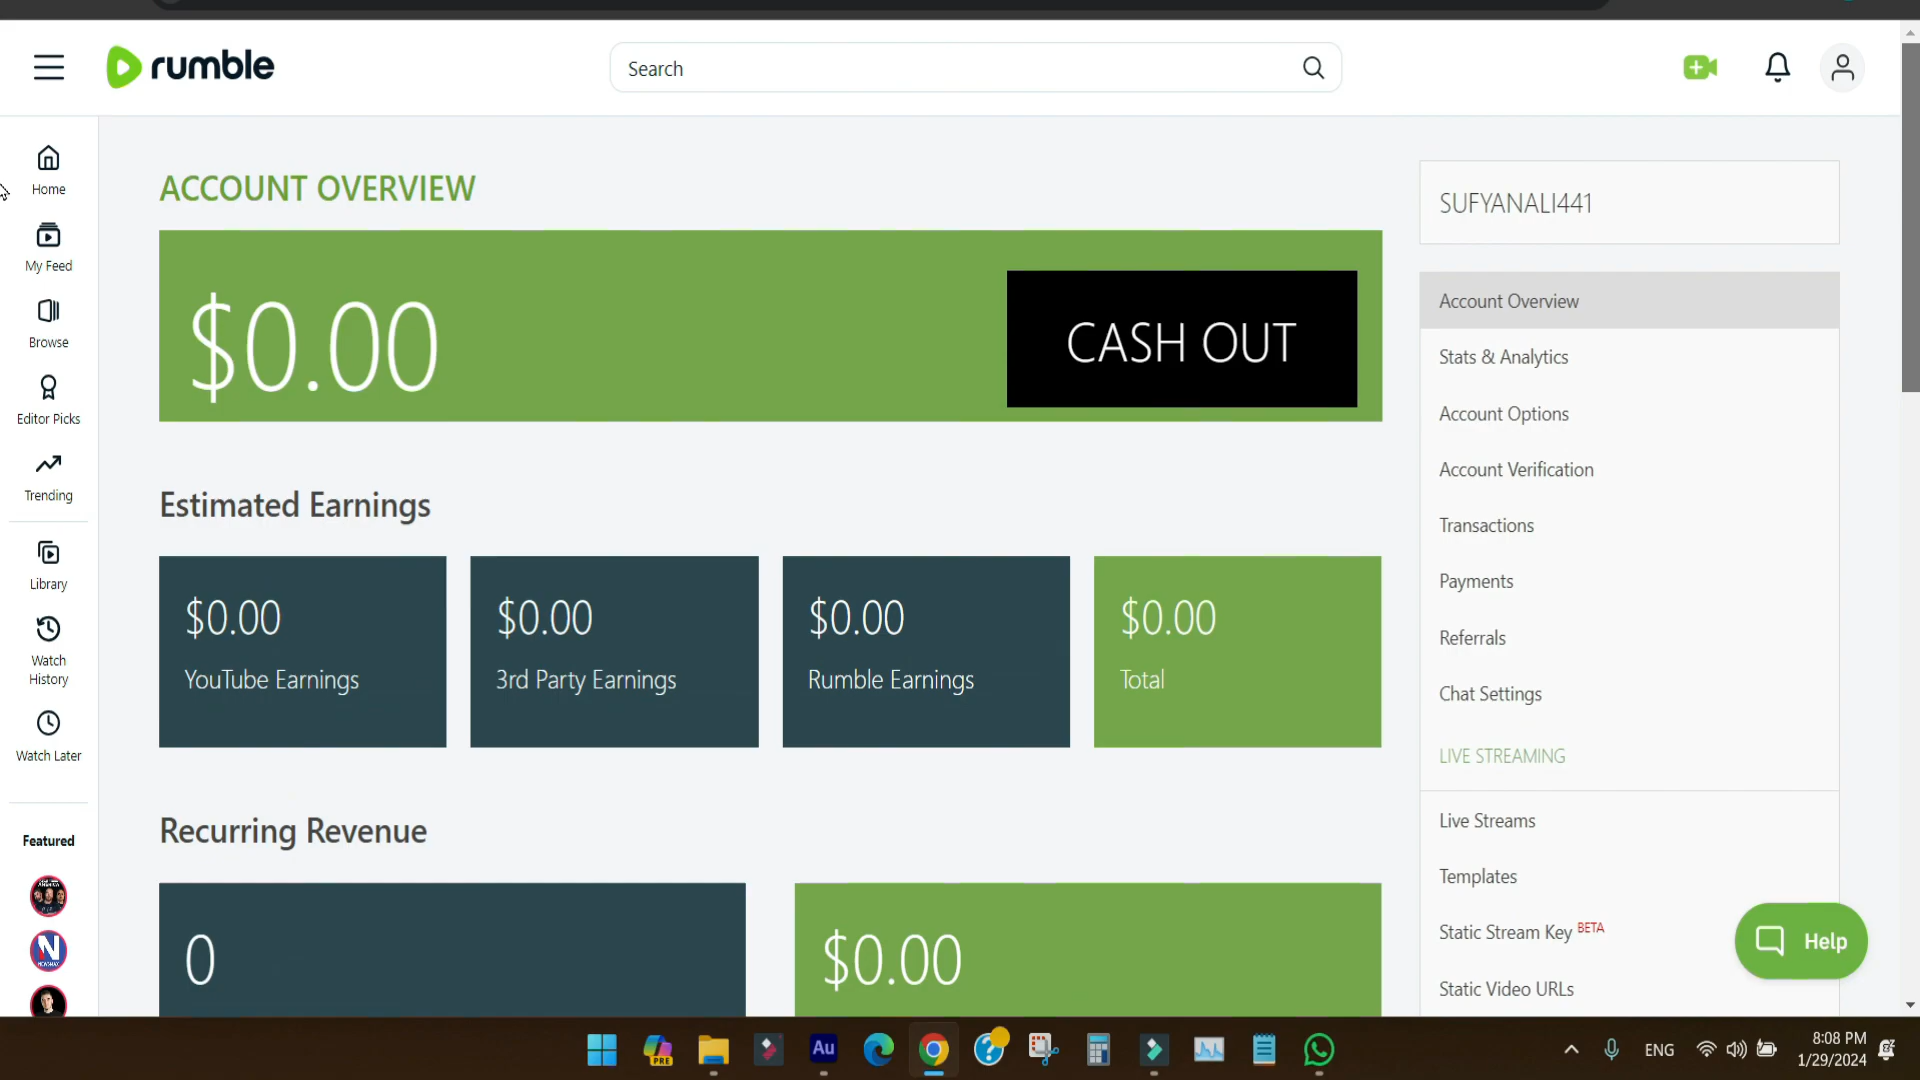 rumble
Search
Home
My Feed
Browse
Editor Picks
Trending
Library
Watch
History
Watch Later
Featured
ACCOUNT OVERVIEW
$0.00
CASH OUT
Estimated Earnings
$0.00
YouTube Earnings
$0.00
3rd Party Earnings
$0.00
Rumble Earnings
$0.00
Total
Recurring Revenue
0
$0.00
SUFYANALI441
Account Overview
Stats & Analytics
Account Options
Account Verification
Transactions
Payments
Referrals
Chat Settings
LIVE STREAMING
Live Streams
Templates
Static Stream Key BETA
Static Video URLs
Help
PRE
Au
ENG
8:08 PM
1/29/2024